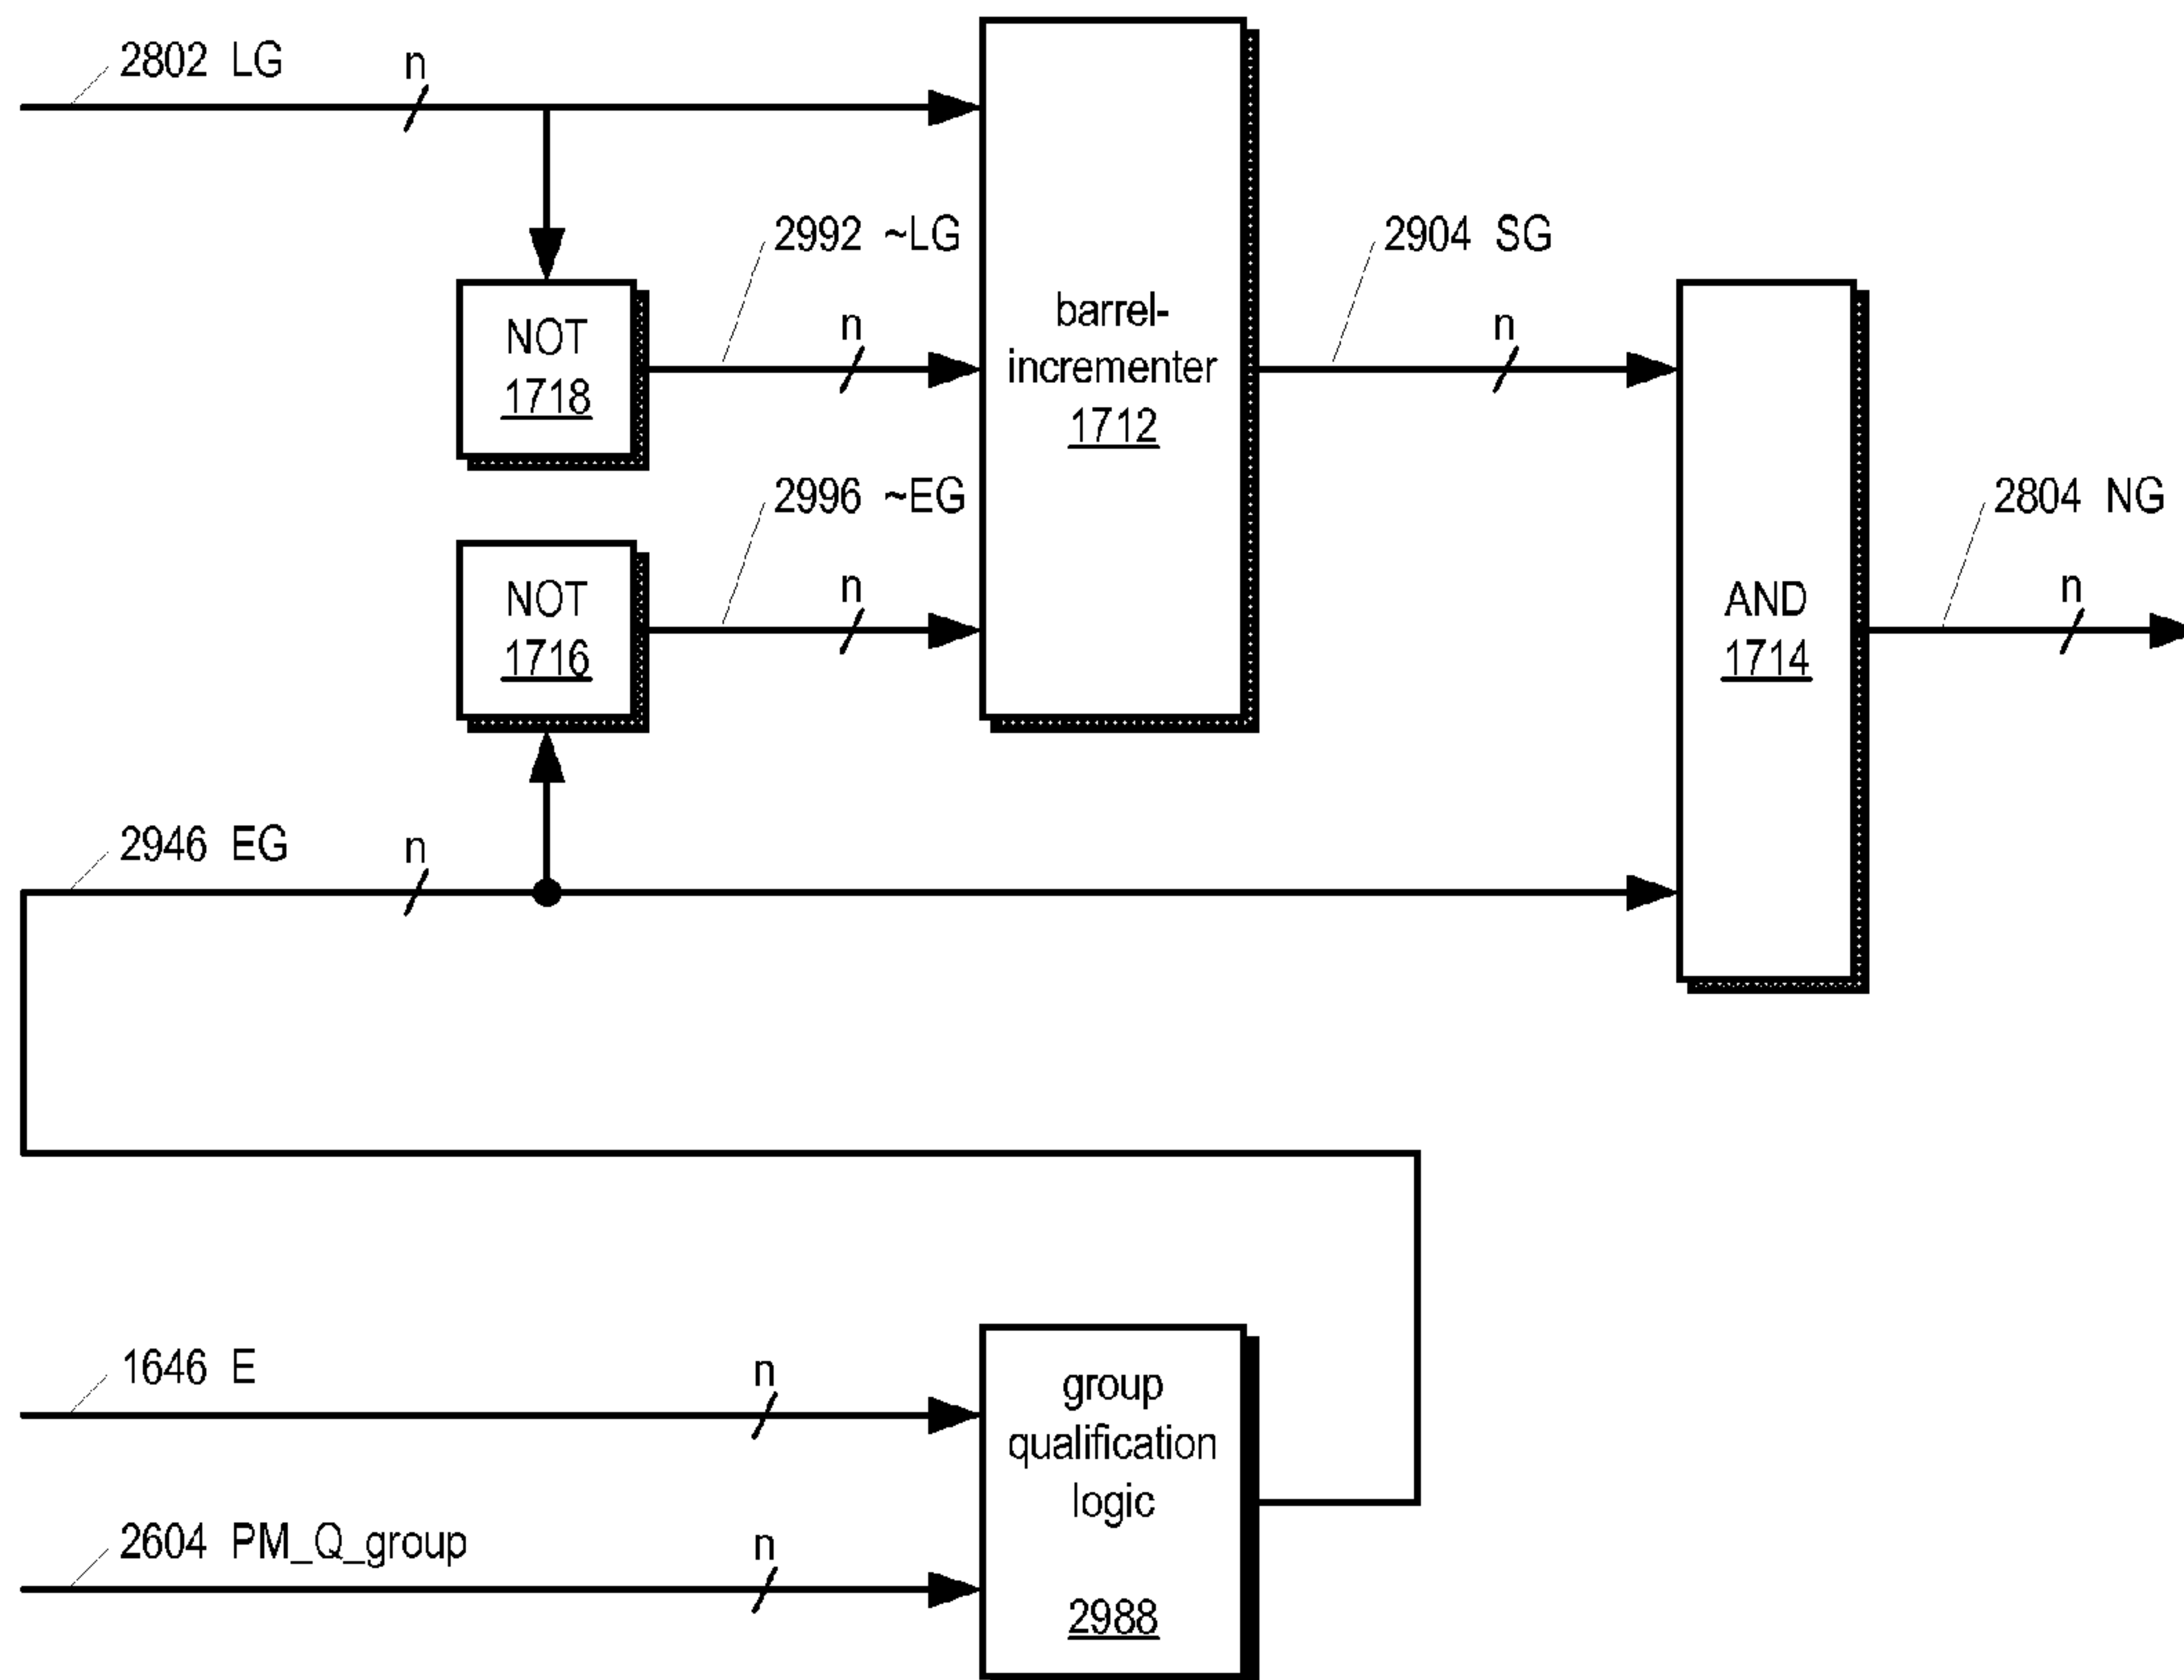 2802 LG
n
2992 ~LG
2904 SG
NOT
1718
n
barrel-
incrementer
1712
n
2996 ~EG
2804 NG
NOT
1716
n
AND
1714
n
2946 EG
n
1646 E
n
group
qualification
logic
2988
2604 PM_Q_group
n